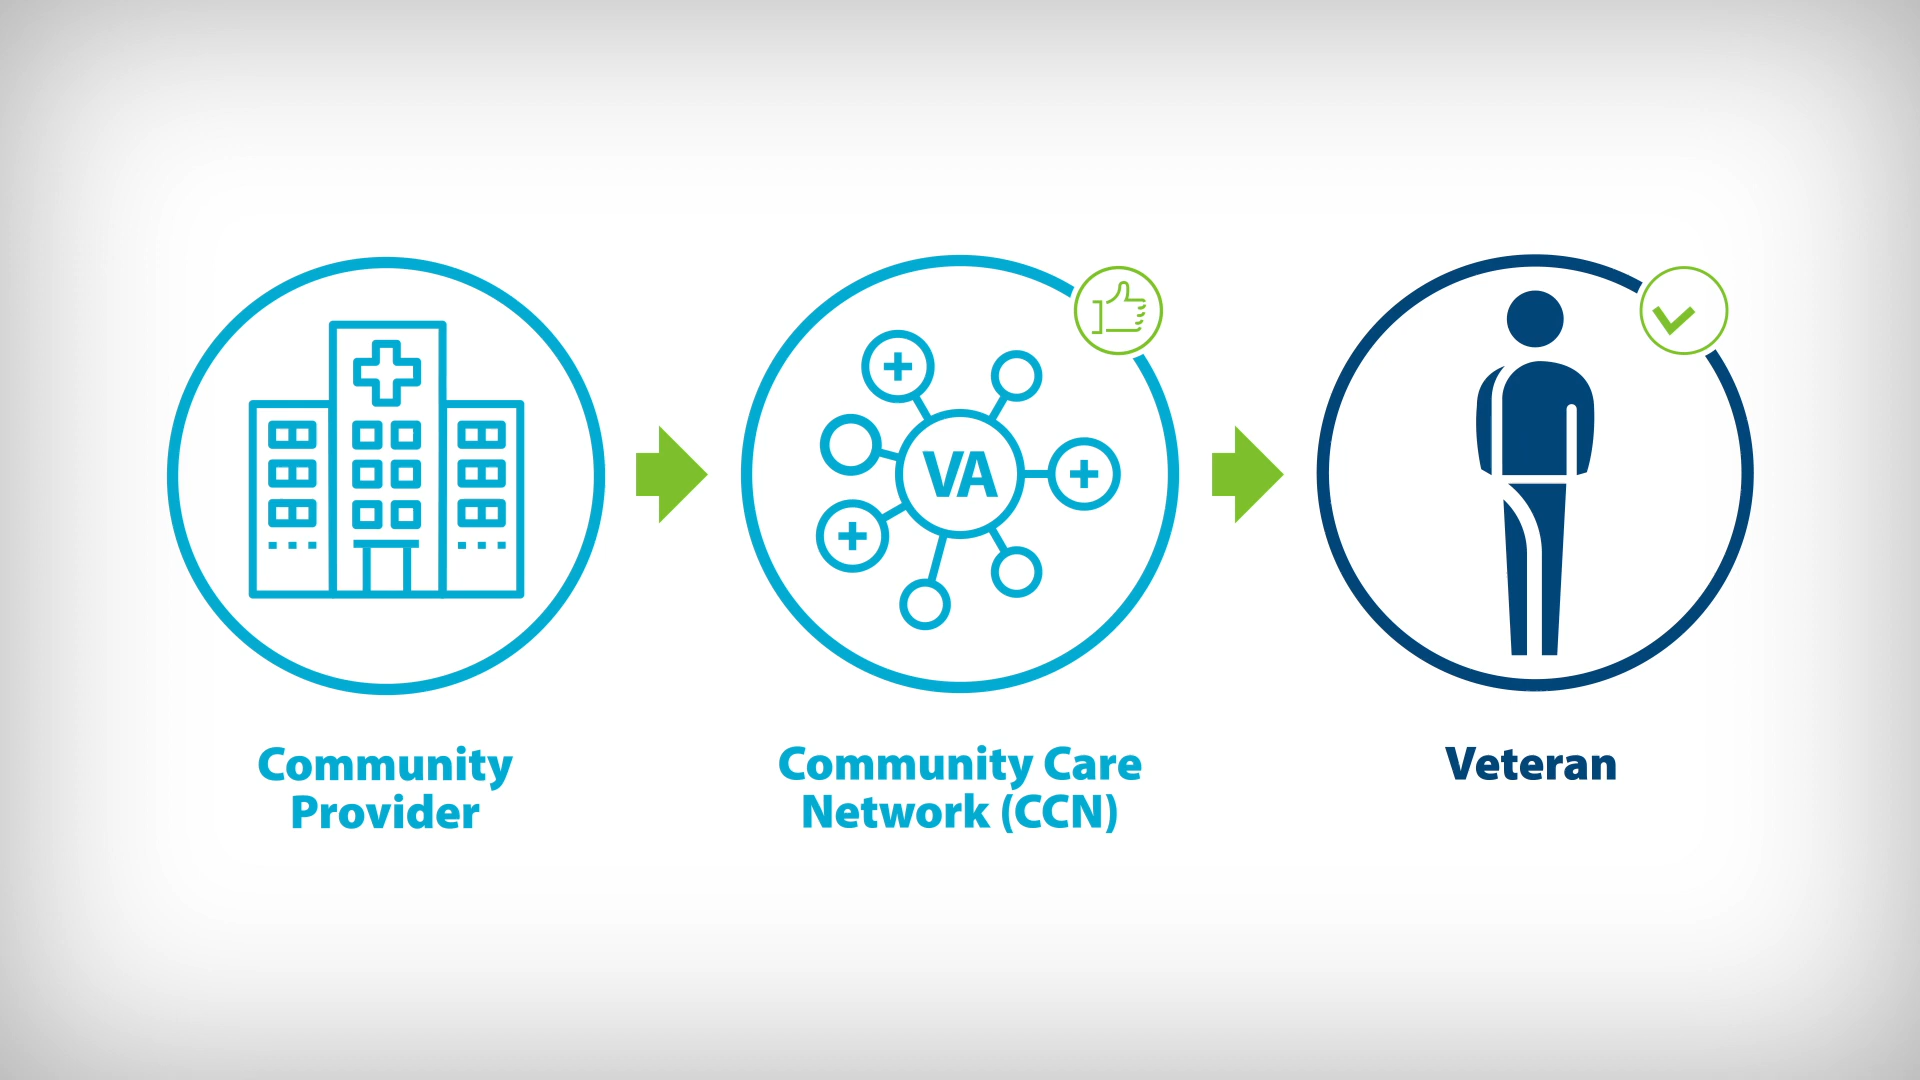 VA
Community
Provider
Community Care
Network (CCN)
Veteran